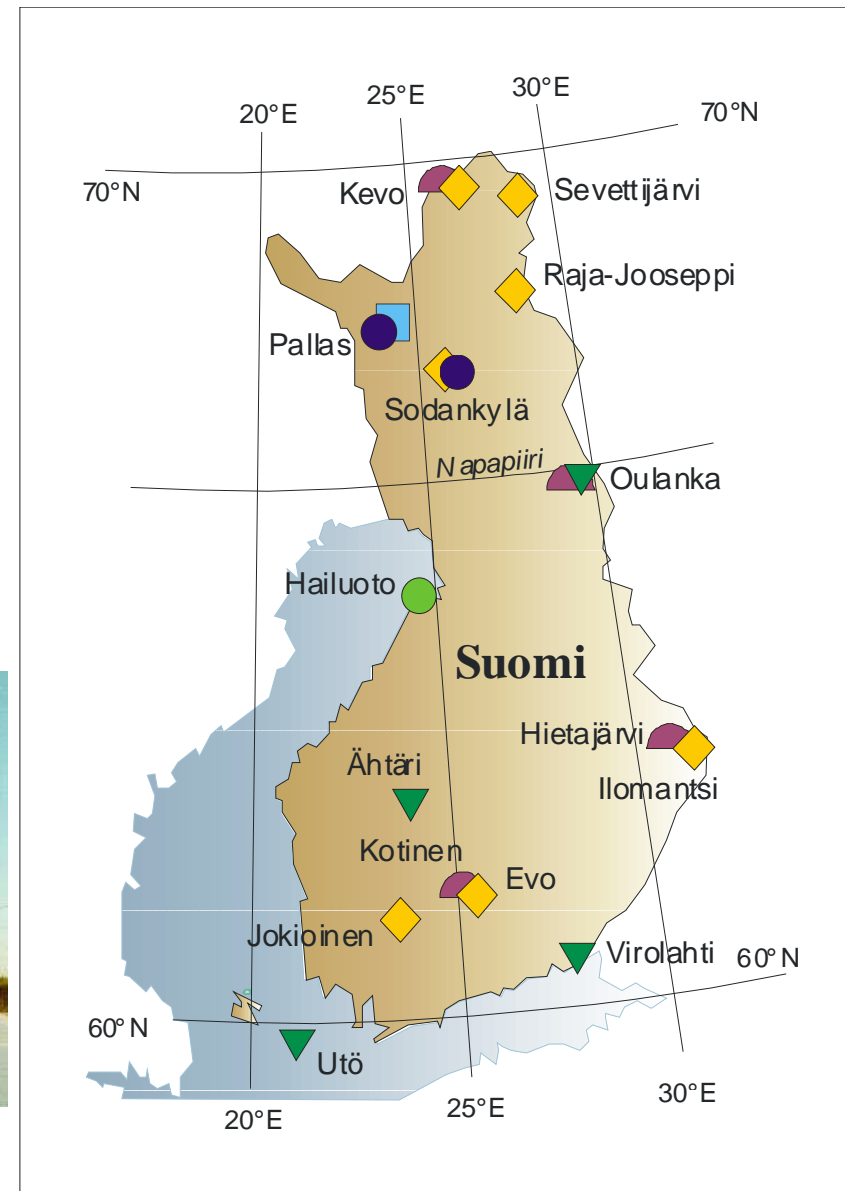 30°E
25°E
20°E
70°N
70°N
Kevo
Sevettijärvi
Raja-Jooseppi
Pallas
Sodankylä
Napapiiri
Oulanka
Hailuoto
Suomi
Hietajärvi
Ähtäri
Ilomantsi
Kotinen
Evo
Jokioinen
Virolahti
60°N
60°N
Utö
30°E
25°E
20°E